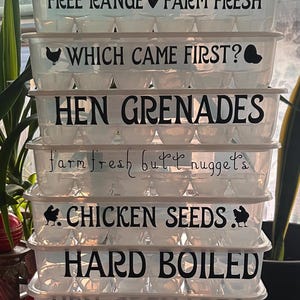 FREE RANGE FARM FRESH
WHICH CAME FIRST?
HEN GRENADES
farm fresh butt nuggets
CHICKEN SEEDS
HARD BOILED